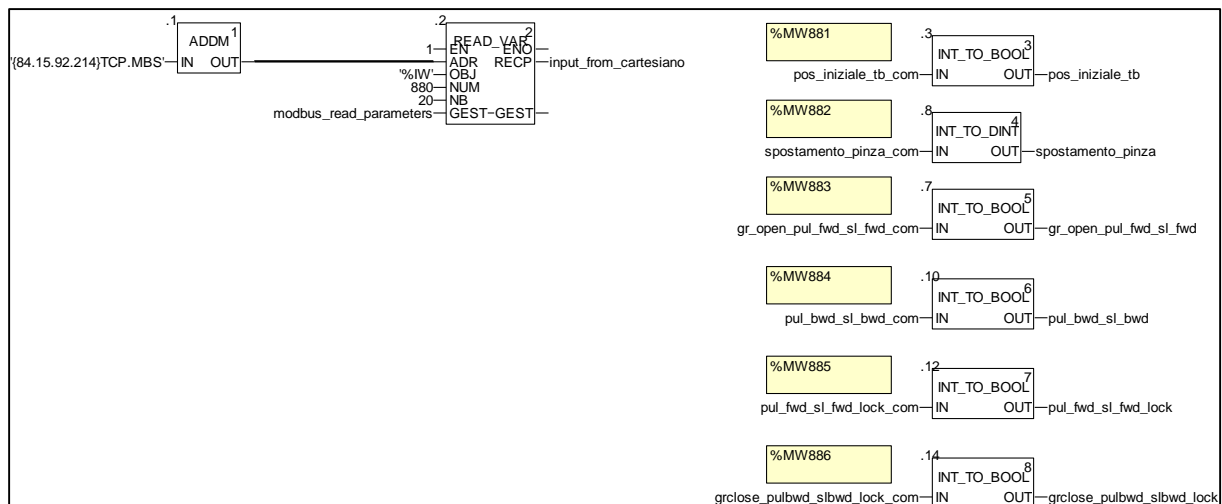 .1
1
ADDM
'{84.15.92.214}TCP.MBS'
IN OUT
.2
2
READ_VAR
1
EN ENO
ADR RECP
input_from_cartesiano
'%IW'
OBJ
880
NUM
20
NB
modbus_read_parameters
GEST GEST
%MW881
.3
3
INT_TO_BOOL
pos_iniziale_tb_com
IN OUT
pos_iniziale_tb
%MW882
.8
4
INT_TO_DINT
spostamento_pinza_com
IN OUT
spostamento_pinza
%MW883
.7
5
INT_TO_BOOL
gr_open_pul_fwd_sl_fwd_com
IN OUT
gr_open_pul_fwd_sl_fwd
%MW884
.10
6
INT_TO_BOOL
pul_bwd_sl_bwd_com
IN OUT
pul_bwd_sl_bwd
%MW885
.12
7
INT_TO_BOOL
pul_fwd_sl_fwd_lock_com
IN OUT
pul_fwd_sl_fwd_lock
%MW886
.14
8
INT_TO_BOOL
grclose_pulbwd_slbwd_lock_com
IN OUT
grclose_pulbwd_slbwd_lock